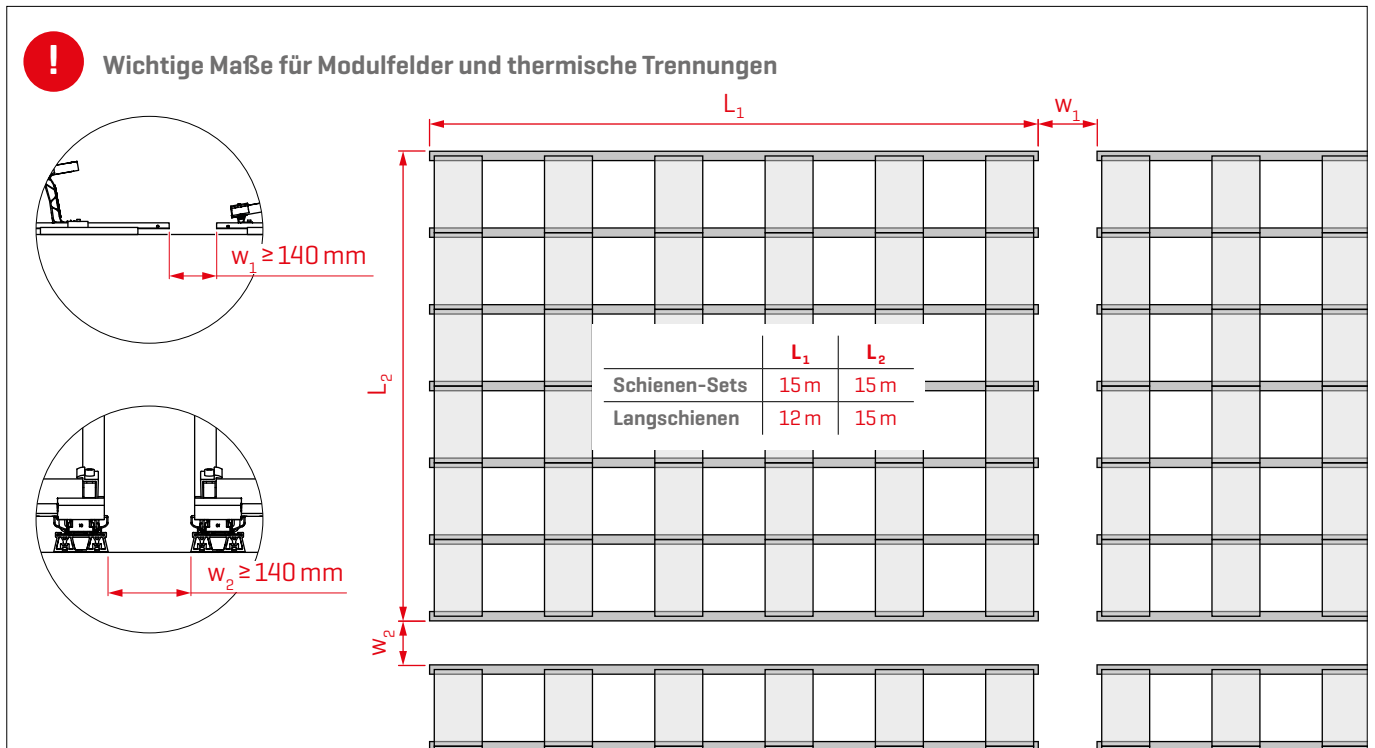 !
Wichtige Maße für Modulfelder und thermische Trennungen
L₁
w₁
w₁ ≥ 140 mm
L₂
L₁ L₂
Schienen-Sets 15 m 15 m
Langschienen 12 m 15 m
w₂ ≥ 140 mm
w₂